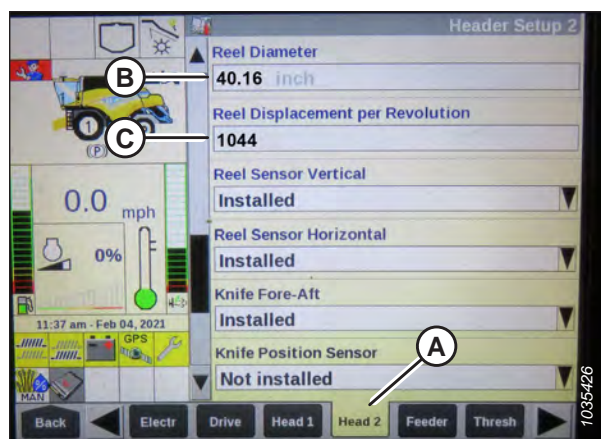 Header Setup 2
Reel Diameter
B
40.16 inch
Reel Displacement per Revolution
C
1044
1
(P)
Reel Sensor Vertical
Installed
0.0 mph
Reel Sensor Horizontal
0%
Installed
Knife Fore-Aft
Installed
11:37 am - Feb 04, 2021
GPS
A
Knife Position Sensor
Not installed
MAN
Back
Electr
Drive
Head 1
Head 2
Feeder
Thresh
1035426